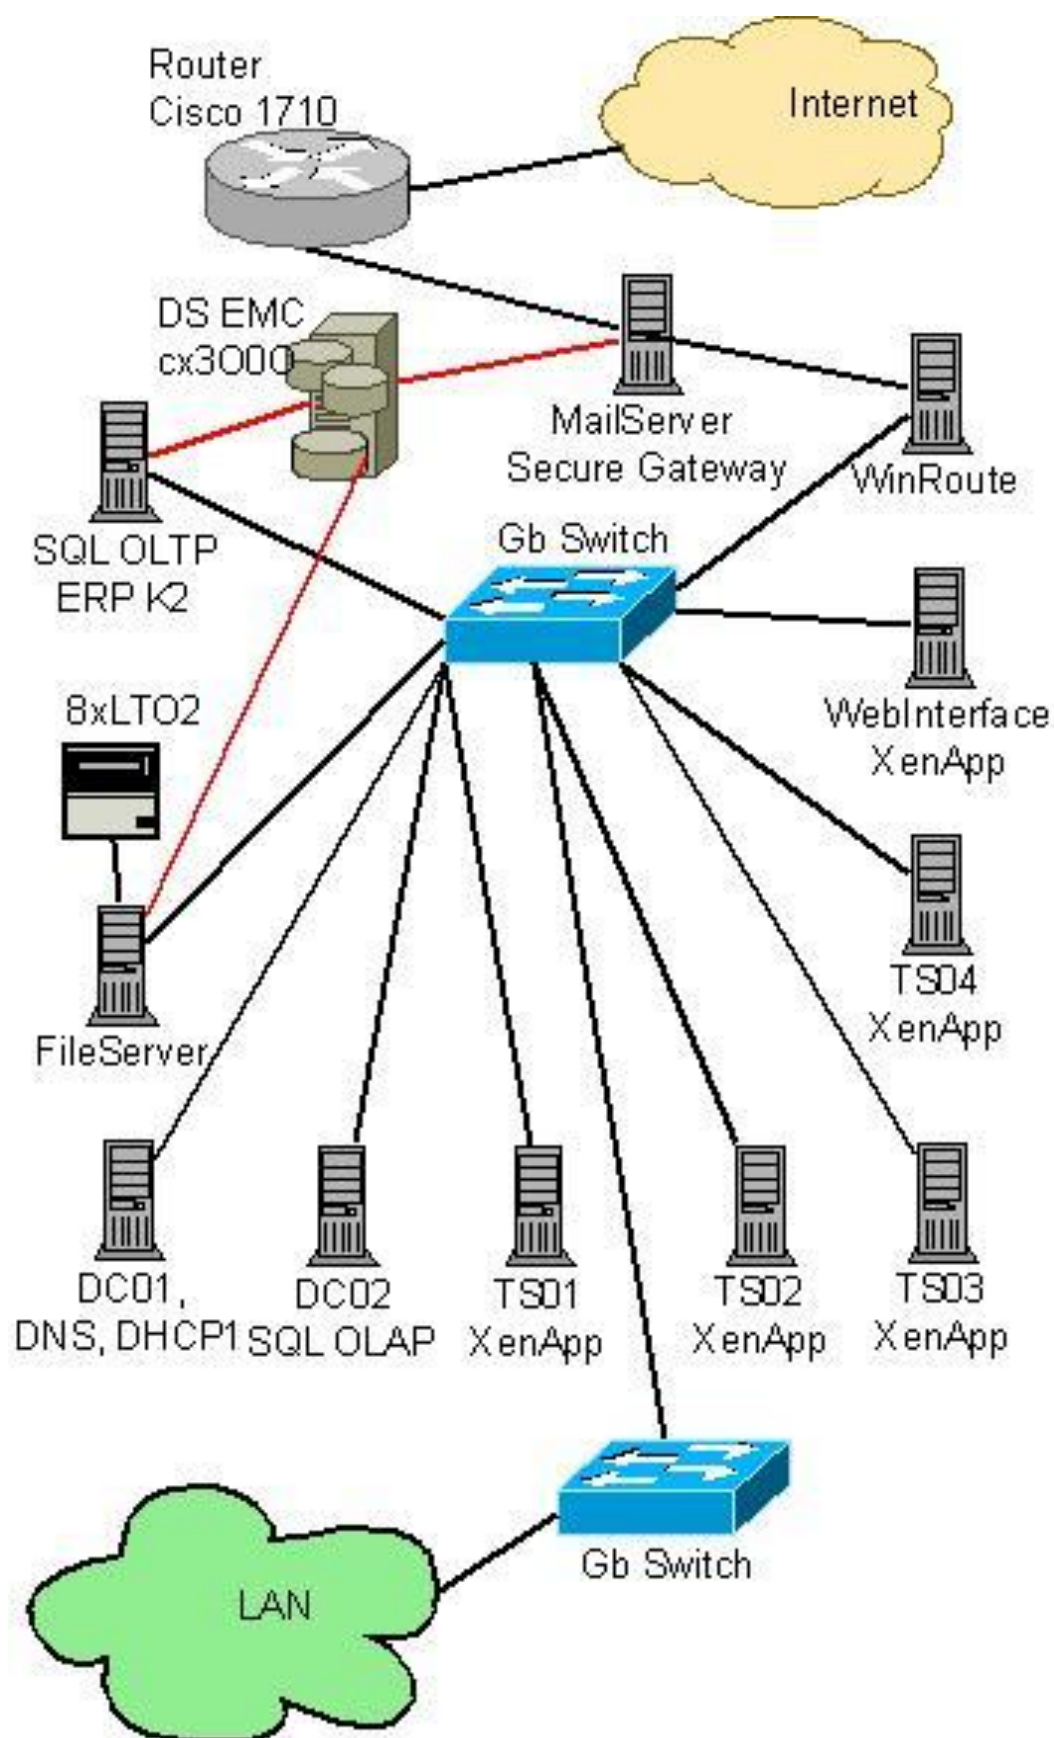 Router
Cisco 1710
Internet
DS EMC
cx3000
MailServer
Secure Gateway
WinRoute
SQL OLTP
ERP K2
Gb Switch
WebInterface
XenApp
8xLTO2
TS04
XenApp
FileServer
DC01,
DNS, DHCP1
DC02
SQL OLAP
TS01
XenApp
TS02
XenApp
TS03
XenApp
Gb Switch
LAN